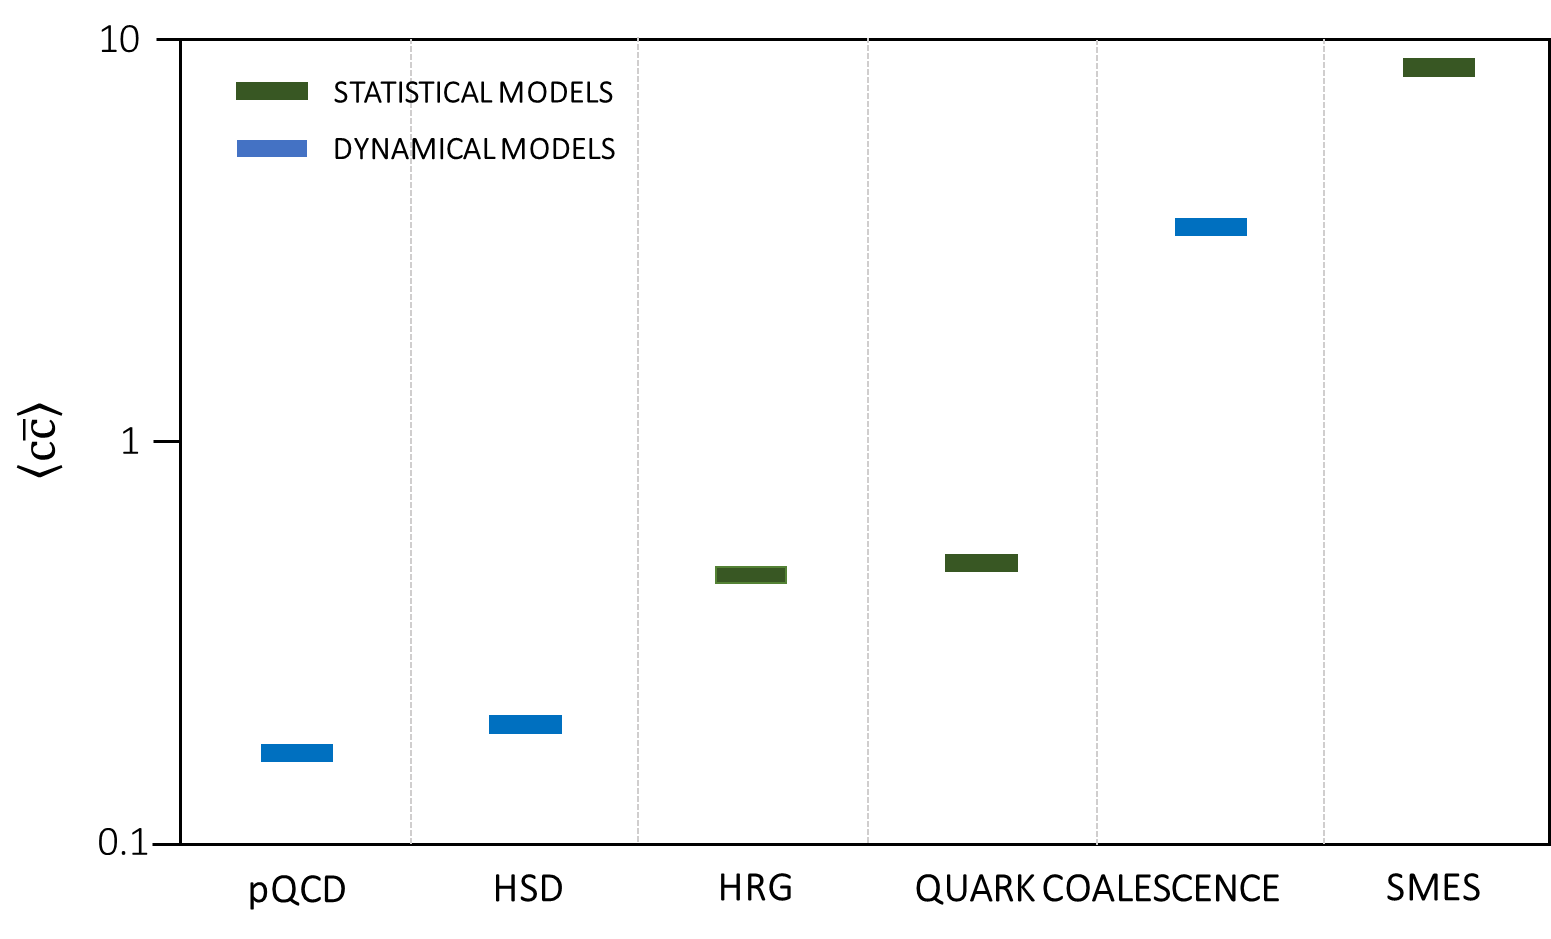 10
STATISTICAL MODELS
DYNAMICAL MODELS
⟨cc̅⟩
1
0.1
pQCD HSD HRG QUARK COALESCENCE SMES